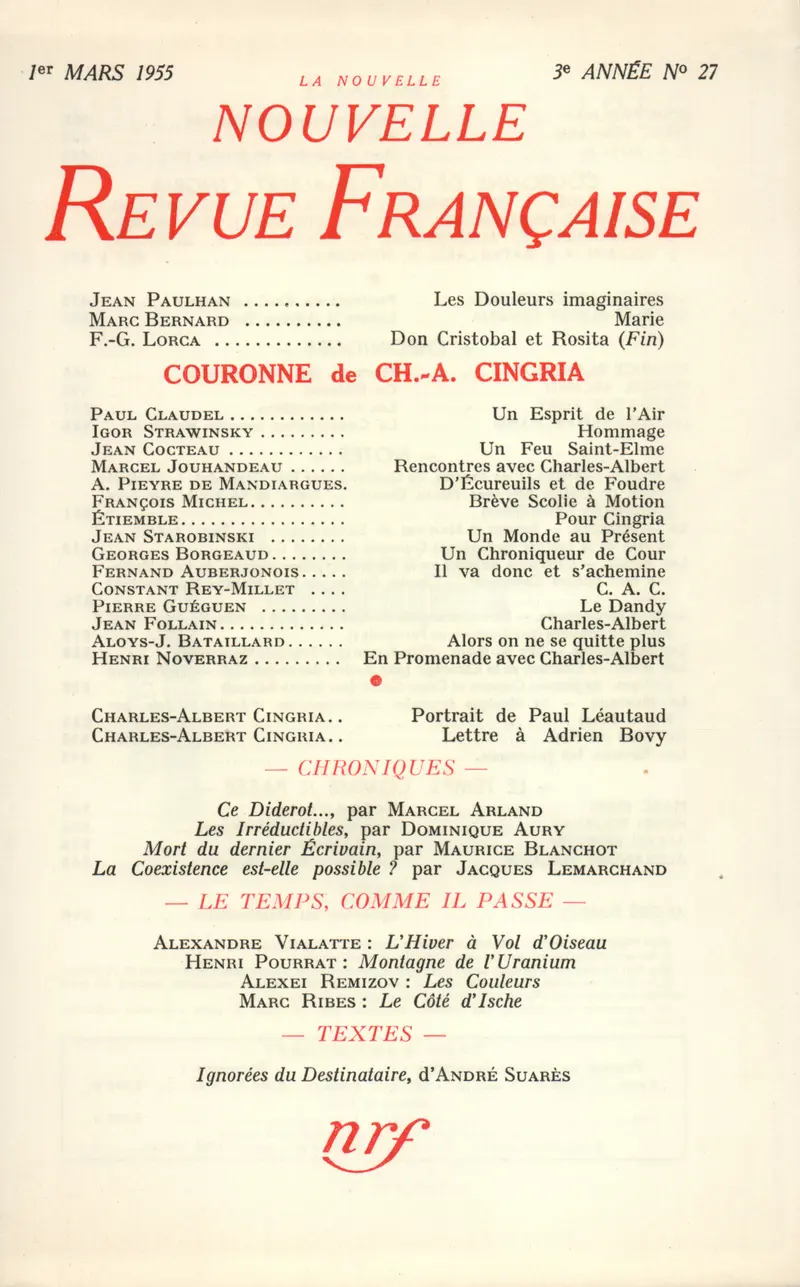 1er MARS 1955
3e ANNÉE No 27
LA NOUVELLE
NOUVELLE
REVUE FRANÇAISE
JEAN PAULHAN .......... Les Douleurs imaginaires
MARC BERNARD .......... Marie
F.-G. LORCA ............. Don Cristobal et Rosita (Fin)
COURONNE de CH.-A. CINGRIA
PAUL CLAUDEL ............ Un Esprit de l'Air
IGOR STRAWINSKY ......... Hommage
JEAN COCTEAU ............ Un Feu Saint-Elme
MARCEL JOUHANDEAU ...... Rencontres avec Charles-Albert
A. PIEYRE DE MANDIARGUES. D'Écureuils et de Foudre
FRANÇOIS MICHEL.......... Brève Scolie à Motion
ÉTIEMBLE................. Pour Cingria
JEAN STAROBINSKI ........ Un Monde au Présent
GEORGES BORGEAUD........ Un Chroniqueur de Cour
FERNAND AUBERJONOIS..... Il va donc et s'achemine
CONSTANT REY-MILLET .... C. A. C.
PIERRE GUÉGUEN ......... Le Dandy
JEAN FOLLAIN............. Charles-Albert
ALOYS-J. BATAILLARD...... Alors on ne se quitte plus
HENRI NOVERRAZ ......... En Promenade avec Charles-Albert
CHARLES-ALBERT CINGRIA.. Portrait de Paul Léautaud
CHARLES-ALBERT CINGRIA.. Lettre à Adrien Bovy
— CHRONIQUES —
Ce Diderot..., par MARCEL ARLAND
Les Irréductibles, par DOMINIQUE AURY
Mort du dernier Écrivain, par MAURICE BLANCHOT
La Coexistence est-elle possible ? par JACQUES LEMARCHAND
— LE TEMPS, COMME IL PASSE —
ALEXANDRE VIALATTE : L'Hiver à Vol d'Oiseau
HENRI POURRAT : Montagne de l'Uranium
ALEXEI REMIZOV : Les Couleurs
MARC RIBES : Le Côté d'Ische
— TEXTES —
Ignorées du Destinataire, d'ANDRÉ SUARÈS
nrf